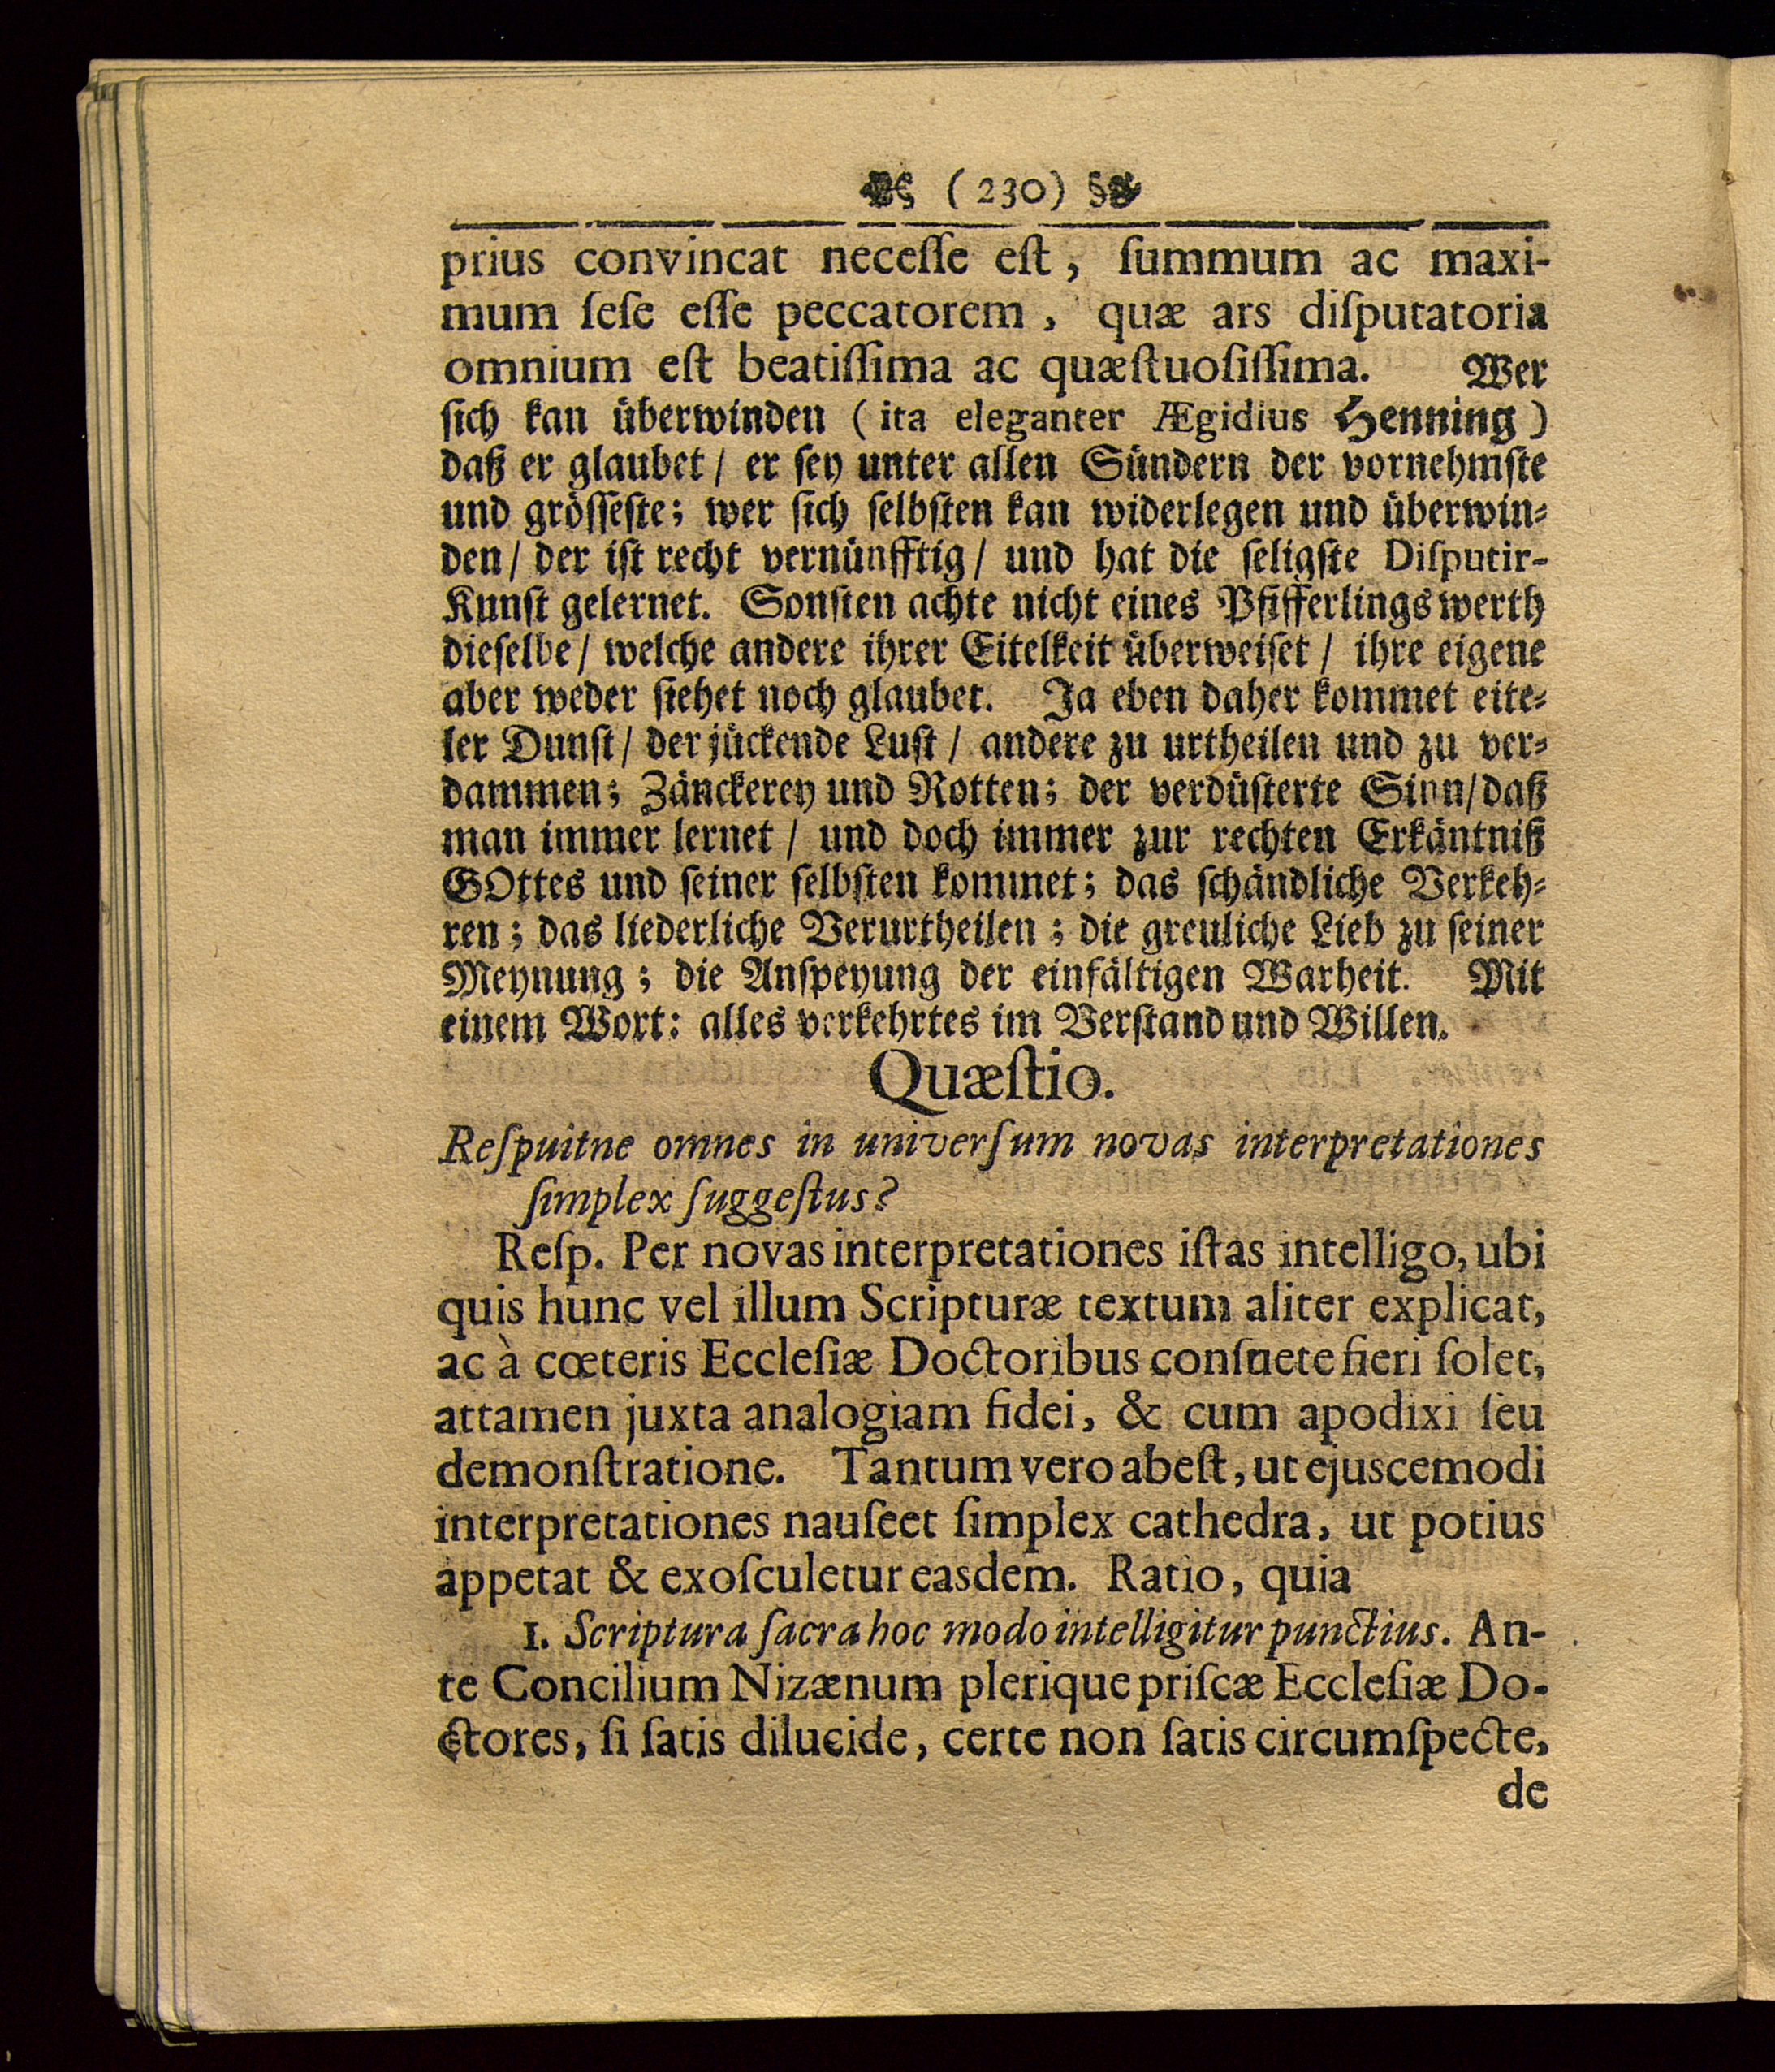 (230)
prius convincat neceſſe eſt, ſummum ac maxi-
mum ſeſe eſſe peccatorem, quæ ars diſputatoria
omnium eſt beatiſſima ac quæſtuoſiſſima. Wer
ſich kan überwinden (ita eleganter Ægidius Henning)
daß er glaubet / er ſey unter allen Sündern der vornehmſte
und gröſſeſte; wer ſich ſelbſten kan widerlegen und überwin-
den / der iſt recht vernünfftig / und hat die ſeligſte Diſputir-
Kunſt gelernet. Sonſten achte nicht eines Pfifferlings werth
dieſelbe / welche andere ihrer Eitelkeit überweiſet / ihre eigene
aber weder ſiehet noch glaubet. Ja eben daher kommet eite-
ler Dunſt / der jückende Luſt / andere zu urtheilen und zu ver-
dammen; Zänckerey und Rotten; der verdüſterte Sinn / daß
man immer lernet / und doch immer zur rechten Erkäntniß
GOttes und ſeiner ſelbſten kommet; das ſchändliche Verkeh-
ren; das liederliche Verurtheilen; die greuliche Lieb zu ſeiner
Meynung; die Anſpeyung der einfältigen Warheit. Mit
einem Wort: alles verkehrtes im Verſtand und Willen.
Quæſtio.
Reſpuitne omnes in univerſum novas interpretationes
ſimplex ſuggeſtus?
Reſp. Per novas interpretationes iſtas intelligo, ubi
quis hunc vel illum Scripturæ textum aliter explicat,
ac à cœteris Eccleſiæ Doctoribus conſuete fieri ſolet,
attamen juxta analogiam fidei, & cum apodixi ſeu
demonſtratione. Tantum vero abeſt, ut ejuscemodi
interpretationes nauſeet ſimplex cathedra, ut potius
appetat & exoſculetur easdem. Ratio, quia
1. Scriptura ſacra hoc modo intelligitur punctius. An-
te Concilium Nizænum plerique priſcæ Eccleſiæ Do-
ctores, ſi ſatis dilucide, certe non ſatis circumſpecte,
de